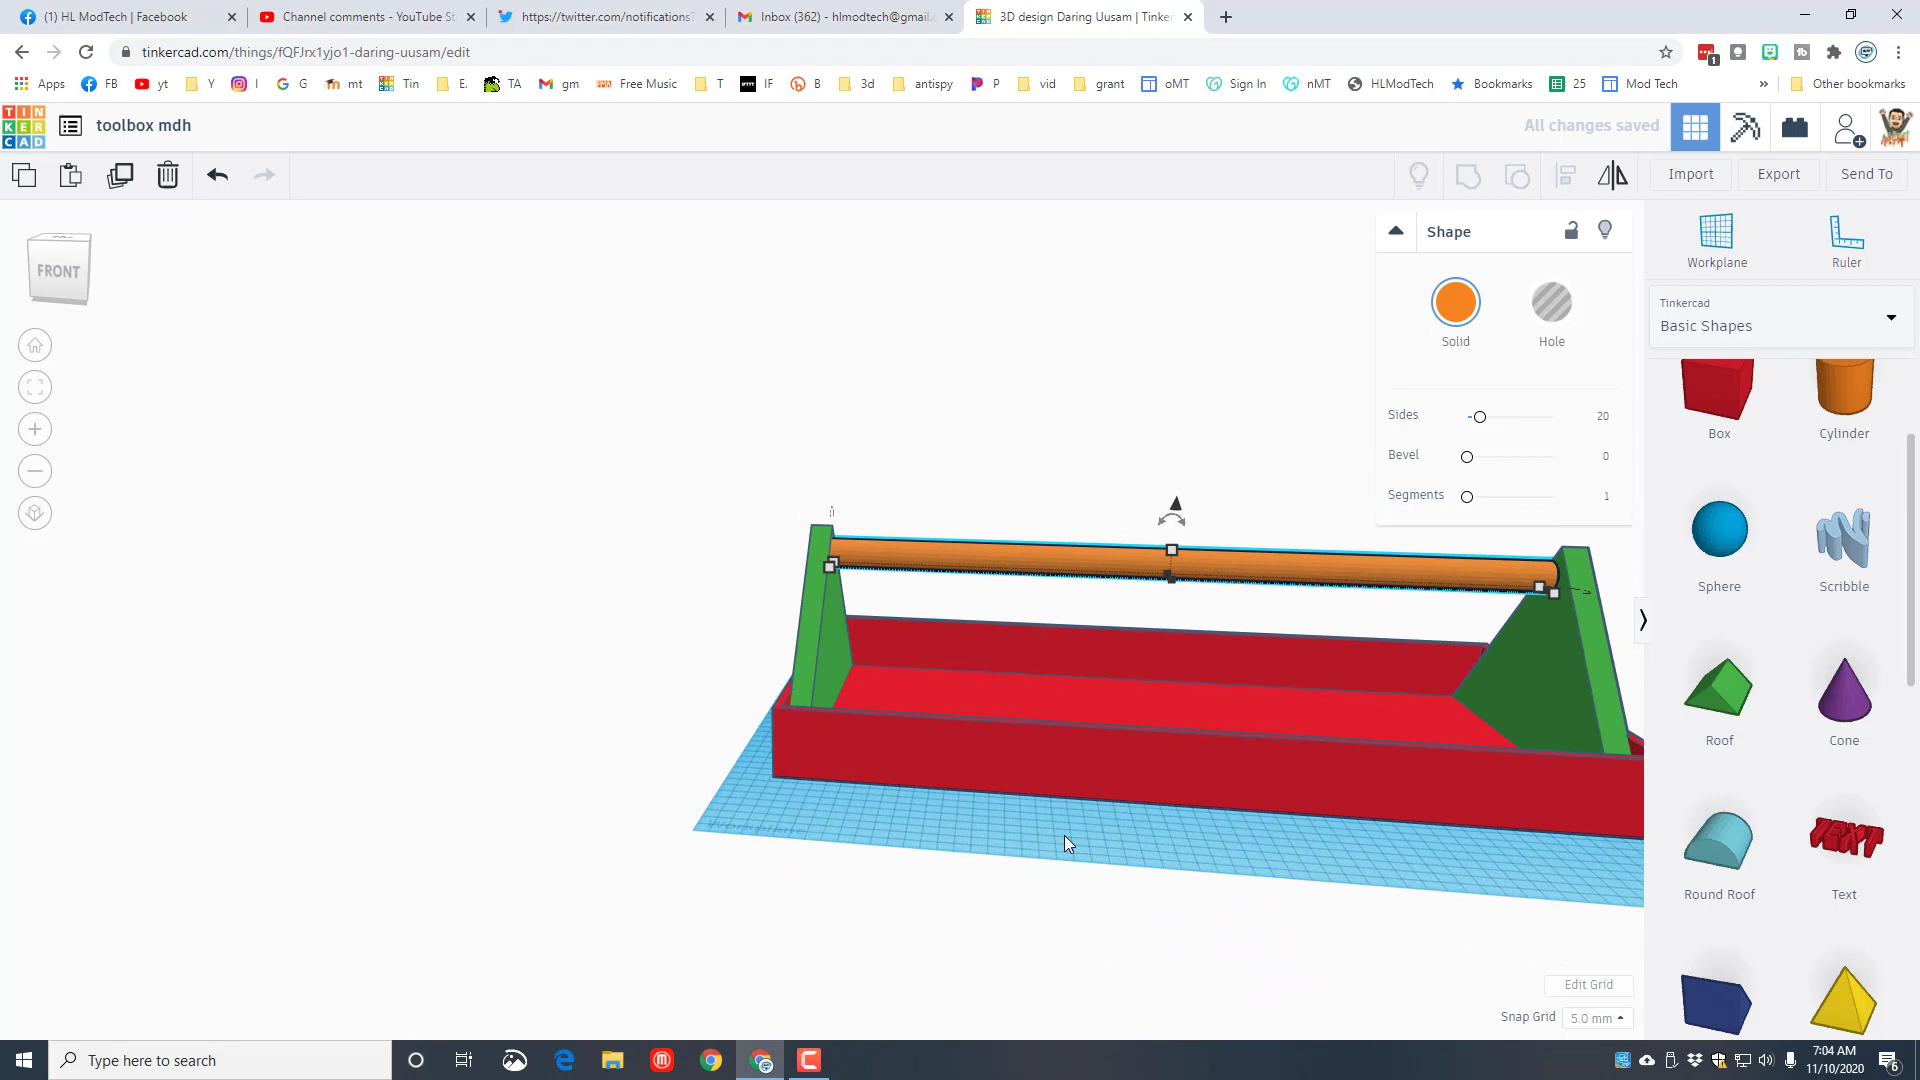 (1) HL ModTech | Facebook
Channel comments - YouTube St
https://twitter.com/notifications?
Inbox (362) - hlmodtech@gmail.c
3D design Daring Uusam | Tinker
tinkercad.com/things/fQFJrx1yjo1-daring-uusam/edit
Apps FB yt Y I G mt Tin E. TA gm Free Music T IF B 3d antispy P vid grant oMT Sign In nMT HLModTech Bookmarks 25 Mod Tech » Other bookmarks
TIN
KER
CAD
toolbox mdh
All changes saved
Import
Export
Send To
FRONT
Shape
Solid
Hole
Sides 20
Bevel 0
Segments 1
Workplane
Ruler
Tinkercad
Basic Shapes
Box
Cylinder
Sphere
Scribble
Roof
Cone
Round Roof
Text
TEXT
Workplane
Edit Grid
Snap Grid 5.0 mm
Type here to search
7:04 AM
11/10/2020
6